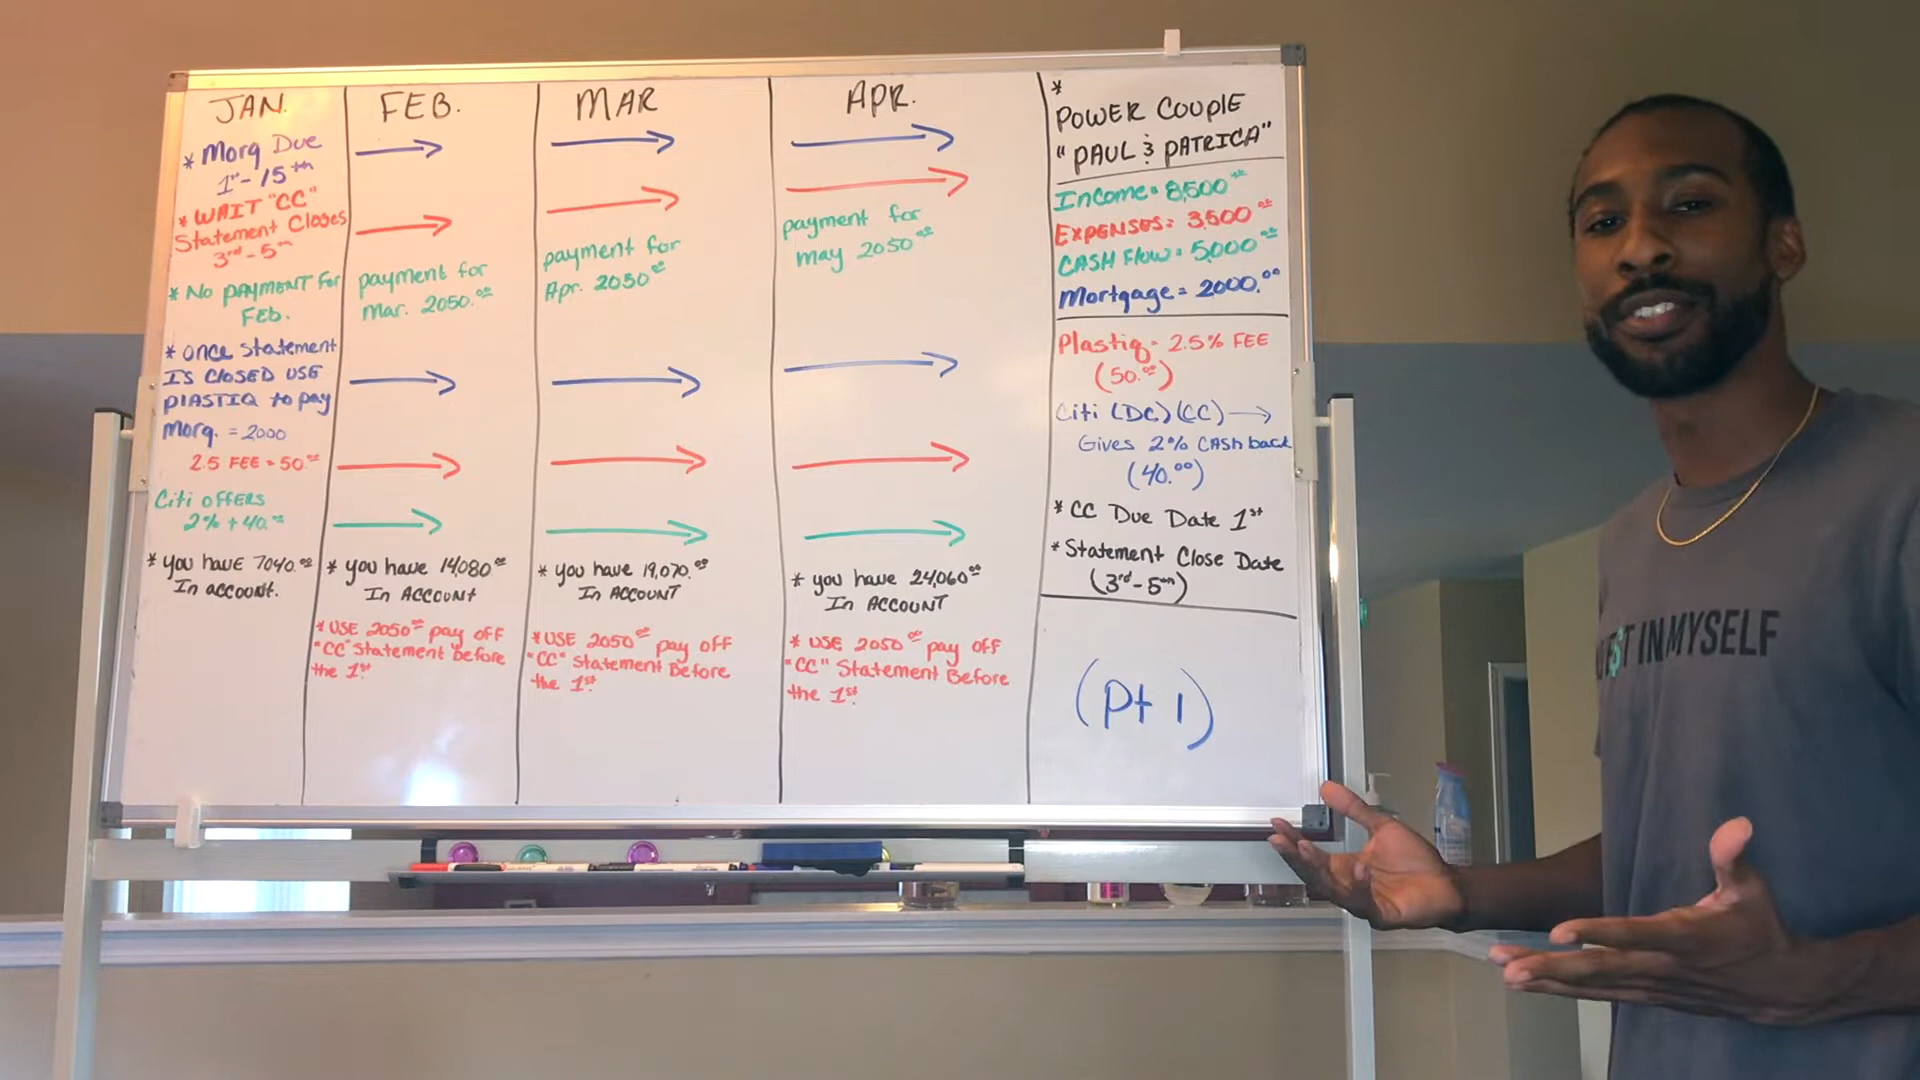 JAN.
* Morg Due
1st - 15th
* WAIT "CC"
Statement Closes
3rd - 5th
* No payment For
Feb.
* once statement
IS Closed USE
PlASTIQ to pay
Morg. = 2000
2.5 FEE = 50.00
Citi OFFERS
2% + 40.00
* you have 7040.00
In account.
FEB.
payment for
Mar. 2050.00
* you have 14,080 00
In Account
* USE 2050 00 pay off
"CC" Statement Before
the 1st.
MAR
payment for
Apr. 2050 00
* you have 19,070.00
In ACCOUNT
* USE 2050 00 pay off
"CC" Statement Before
the 1st.
APR.
payment for
may 2050 00
* you have 24,060 00
In ACCOUNT
* USE 2050 00 pay off
"CC" Statement Before
the 1st.
*
POWER COUPlE
"PAUL & PATRICA"
Income = 8,500 00
EXPENSES: 3,500 00
CASH Flow = 5,000 00
Mortgage = 2,000.00
Plastiq - 2.5% FEE
(50.00)
Citi (DC) (CC) →
Gives 2% CASH back
(40.00)
* CC Due Date 1st
* Statement Close Date
(3rd - 5th)
(Pt 1)
IN MYSELF